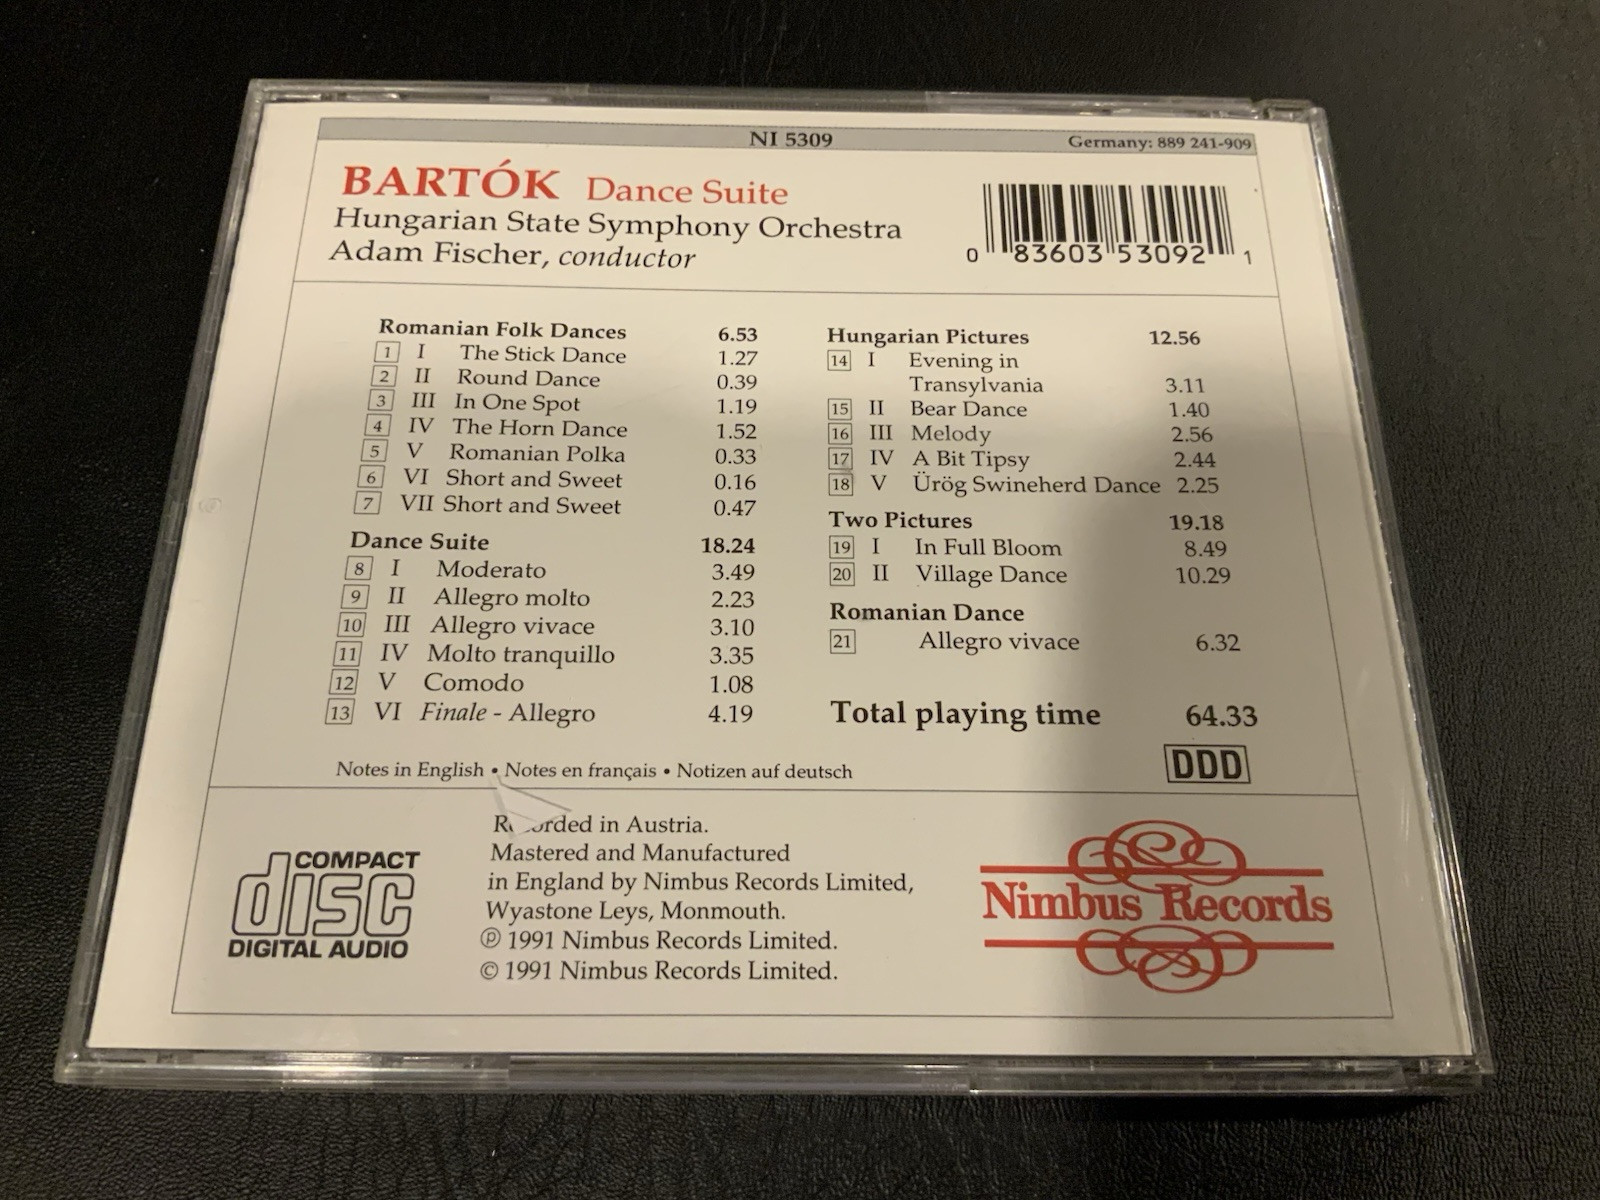 NI 5309
Germany: 889 241-909
BARTÓK Dance Suite
Hungarian State Symphony Orchestra
Adam Fischer, conductor
0 83603 53092 1
Romanian Folk Dances 6.53
1 I The Stick Dance 1.27
2 II Round Dance 0.39
3 III In One Spot 1.19
4 IV The Horn Dance 1.52
5 V Romanian Polka 0.33
6 VI Short and Sweet 0.16
7 VII Short and Sweet 0.47
Dance Suite 18.24
8 I Moderato 3.49
9 II Allegro molto 2.23
10 III Allegro vivace 3.10
11 IV Molto tranquillo 3.35
12 V Comodo 1.08
13 VI Finale - Allegro 4.19
Hungarian Pictures 12.56
14 I Evening in
Transylvania 3.11
15 II Bear Dance 1.40
16 III Melody 2.56
17 IV A Bit Tipsy 2.44
18 V Ürög Swineherd Dance 2.25
Two Pictures 19.18
19 I In Full Bloom 8.49
20 II Village Dance 10.29
Romanian Dance
21 Allegro vivace 6.32
Total playing time 64.33
DDD
Notes in English • Notes en français • Notizen auf deutsch
COMPACT
disc
DIGITAL AUDIO
Recorded in Austria.
Mastered and Manufactured
in England by Nimbus Records Limited,
Wyastone Leys, Monmouth.
℗ 1991 Nimbus Records Limited.
© 1991 Nimbus Records Limited.
Nimbus Records